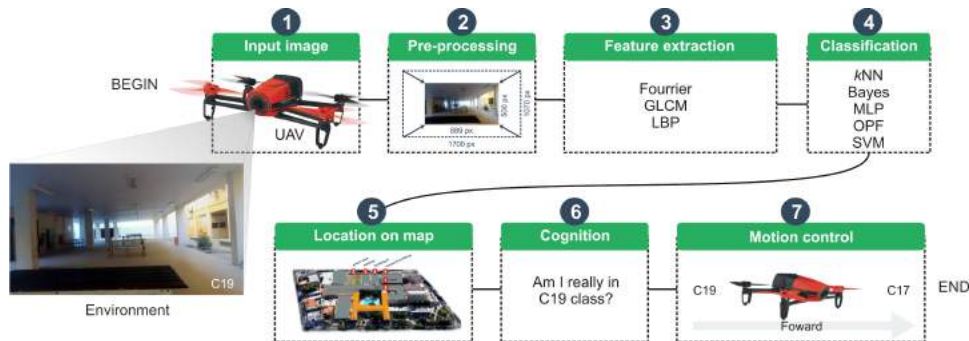 1
Input image
2
Pre-processing
3
Feature extraction
4
Classification
BEGIN
UAV
500 px
1070 px
889 px
1700 px
Fourrier
GLCM
LBP
kNN
Bayes
MLP
OPF
SVM
C19
Environment
5
Location on map
6
Cognition
Am I really in
C19 class?
7
Motion control
C19
C17
Foward
END